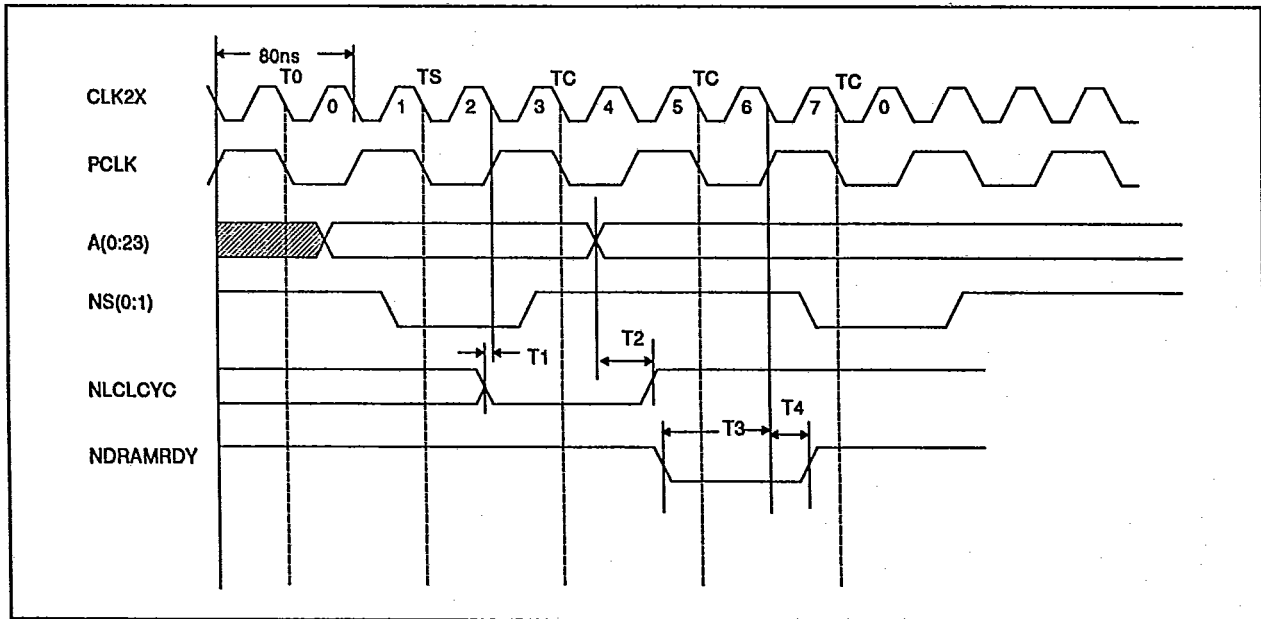 80ns
T0 TS TC TC TC
CLK2X
0 1 2 3 4 5 6 7 0
PCLK
A(0:23)
NS(0:1)
T1 T2
NLCLCYC
T4
T3
NDRAMRDY